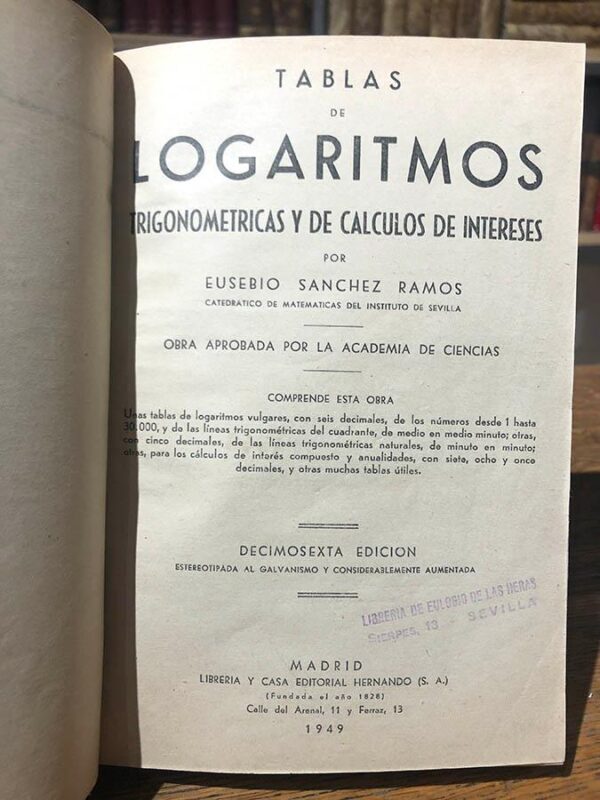 TABLAS
DE
LOGARITMOS
TRIGONOMETRICAS Y DE CALCULOS DE INTERESES
POR
EUSEBIO SANCHEZ RAMOS
CATEDRATICO DE MATEMATICAS DEL INSTITUTO DE SEVILLA
OBRA APROBADA POR LA ACADEMIA DE CIENCIAS
COMPRENDE ESTA OBRA
Unas tablas de logaritmos vulgares, con seis decimales, de los números desde 1 hasta
30.000, y de las líneas trigonométricas del cuadrante, de medio en medio minuto; otras,
con cinco decimales, de las líneas trigonométricas naturales, de minuto en minuto;
otras, para los cálculos de interés compuesto y anualidades, con siete, ocho y once
decimales, y otras muchas tablas útiles.
DECIMOSEXTA EDICION
ESTEREOTIPADA AL GALVANISMO Y CONSIDERABLEMENTE AUMENTADA
LIBRERIA DE EULOGIO DE LAS HERAS
SIERPES, 13 - SEVILLA
MADRID
LIBRERIA Y CASA EDITORIAL HERNANDO (S. A.)
(Fundada el año 1828)
Calle del Arenal, 11 y Ferraz, 13
1949